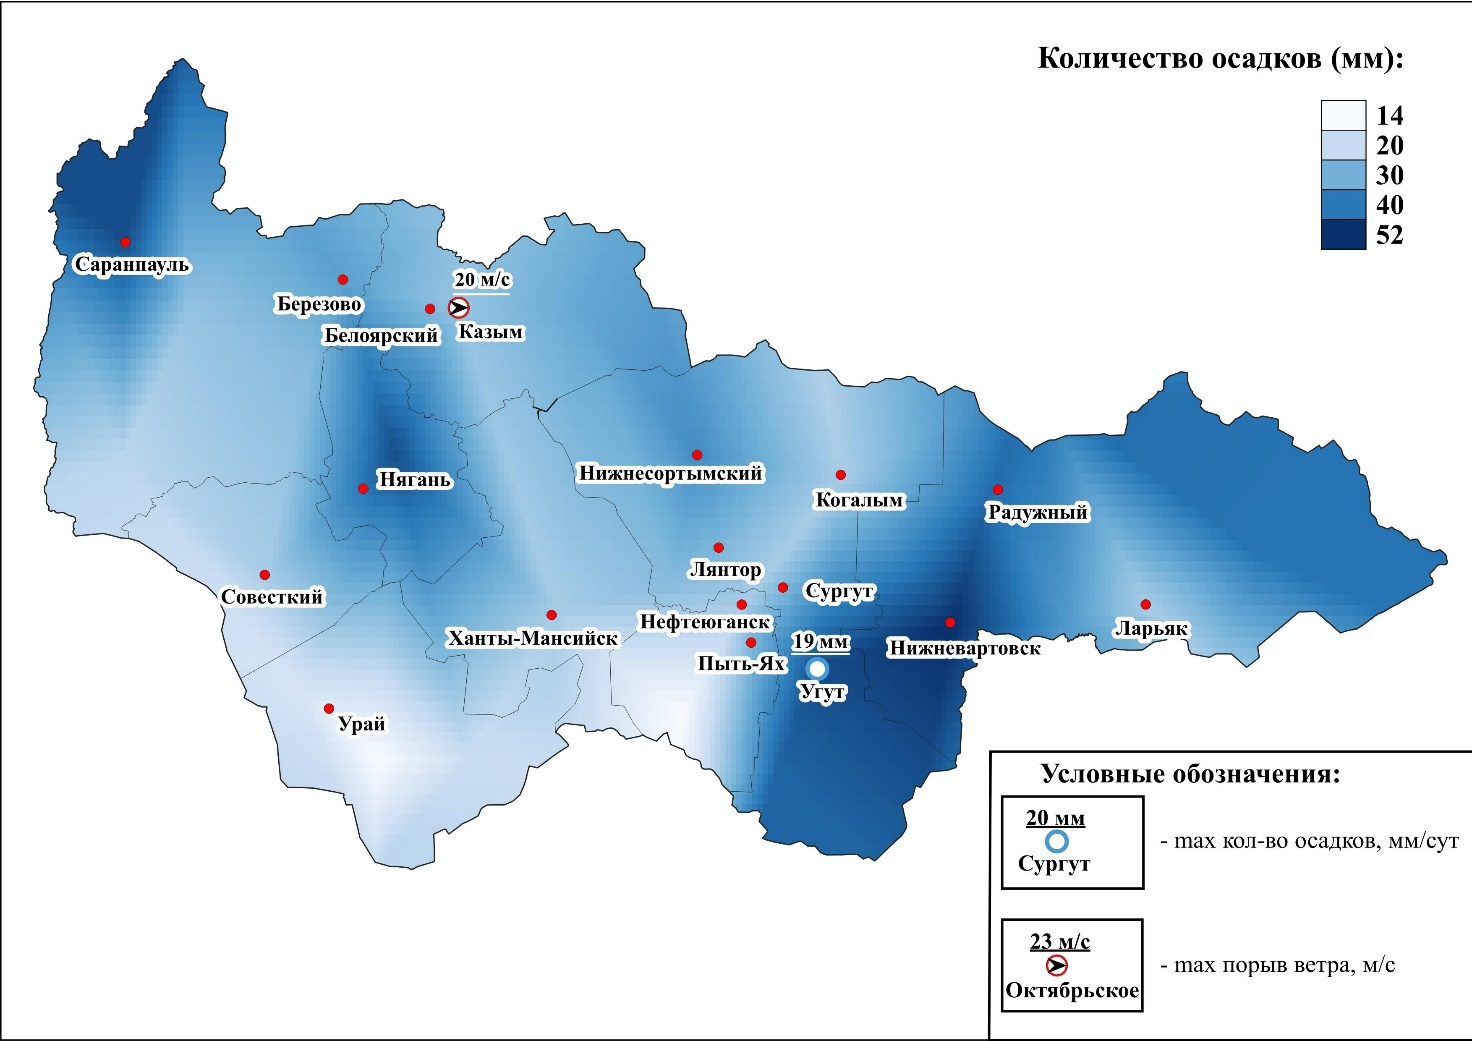 Количество осадков (мм):
14
20
30
40
52
Саранпауль
Березово
20 м/с
Белоярский
Казым
Нягань
Нижнесортымский
Когалым
Радужный
Лянтор
Совесткий
Сургут
Нефтеюганск
Ханты-Мансийск
Ларьяк
19 мм
Нижневартовск
Пыть-Ях
Угут
Урай
Условные обозначения:
20 мм
Сургут
- max кол-во осадков, мм/сут
23 м/с
Октябрьское
- max порыв ветра, м/с